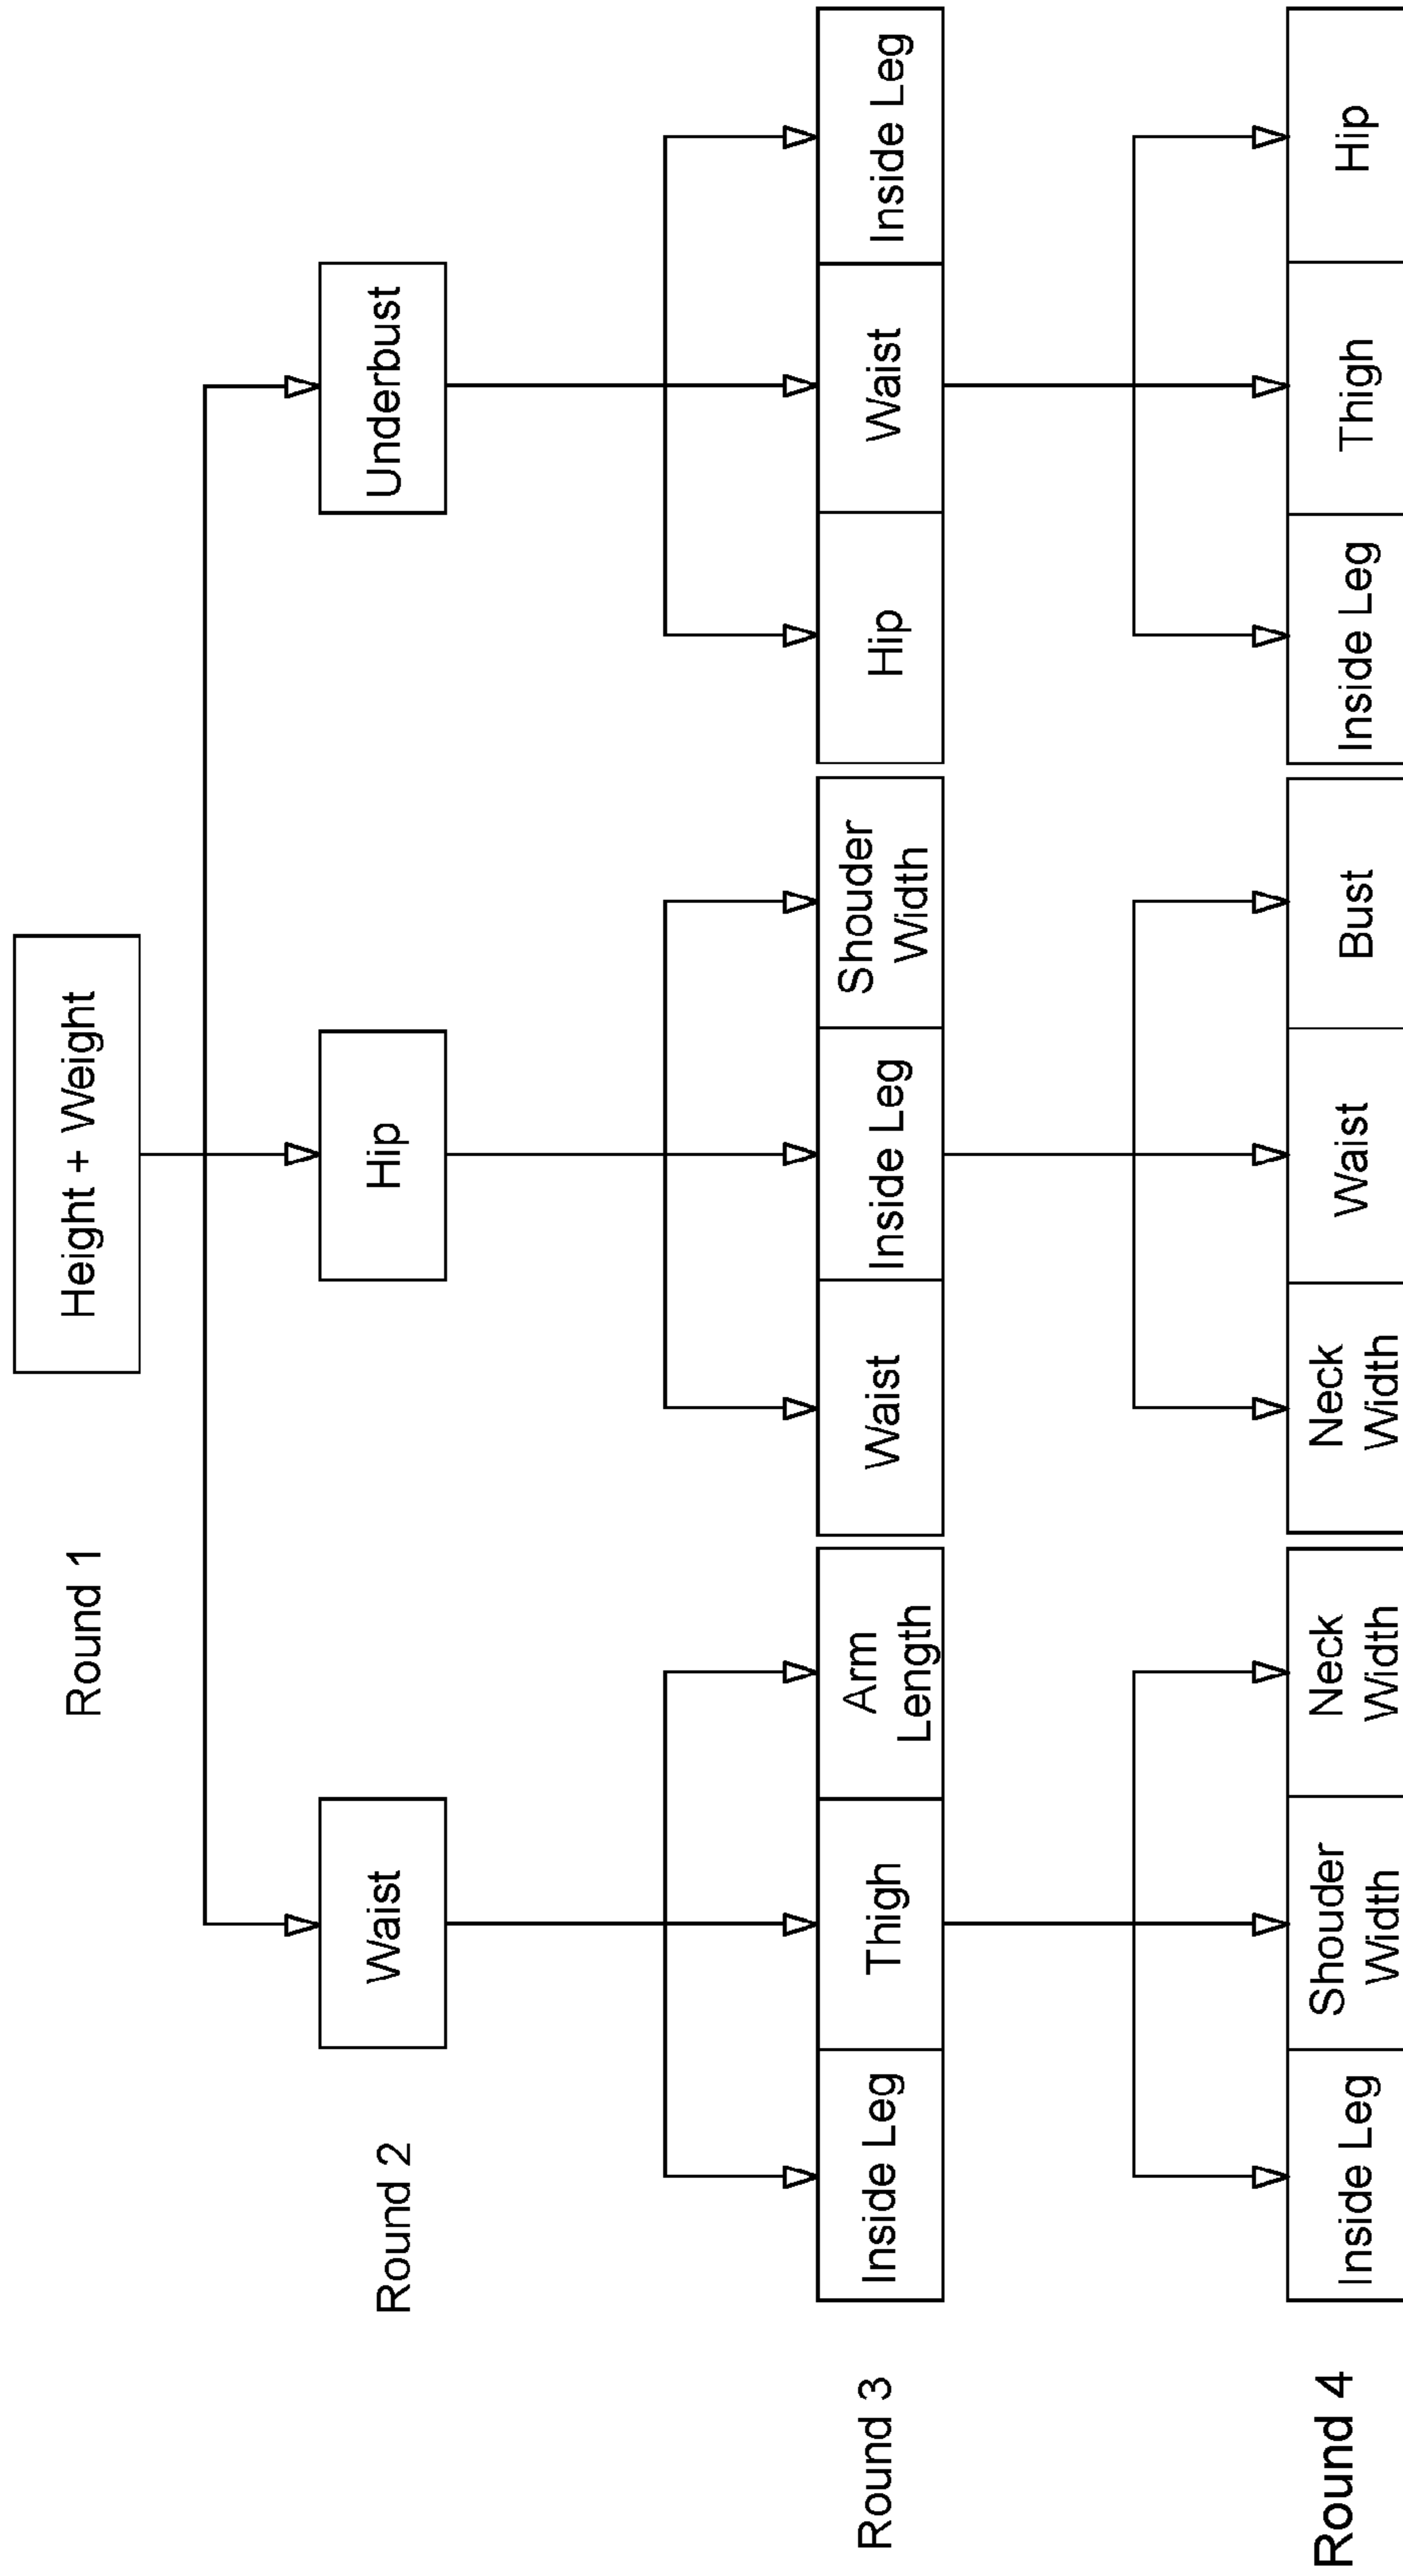 Round 1
Height + Weight
Round 2
Waist
Hip
Underbust
Round 3
Inside Leg
Thigh
Arm
Length
Waist
Inside Leg
Shouder
Width
Hip
Waist
Inside Leg
Round 4
Inside Leg
Shouder
Width
Neck
Width
Neck
Width
Waist
Bust
Inside Leg
Thigh
Hip